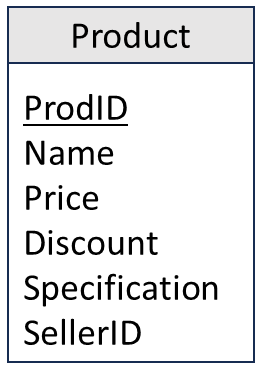 Product
ProdID
Name
Price
Discount
Specification
SellerID